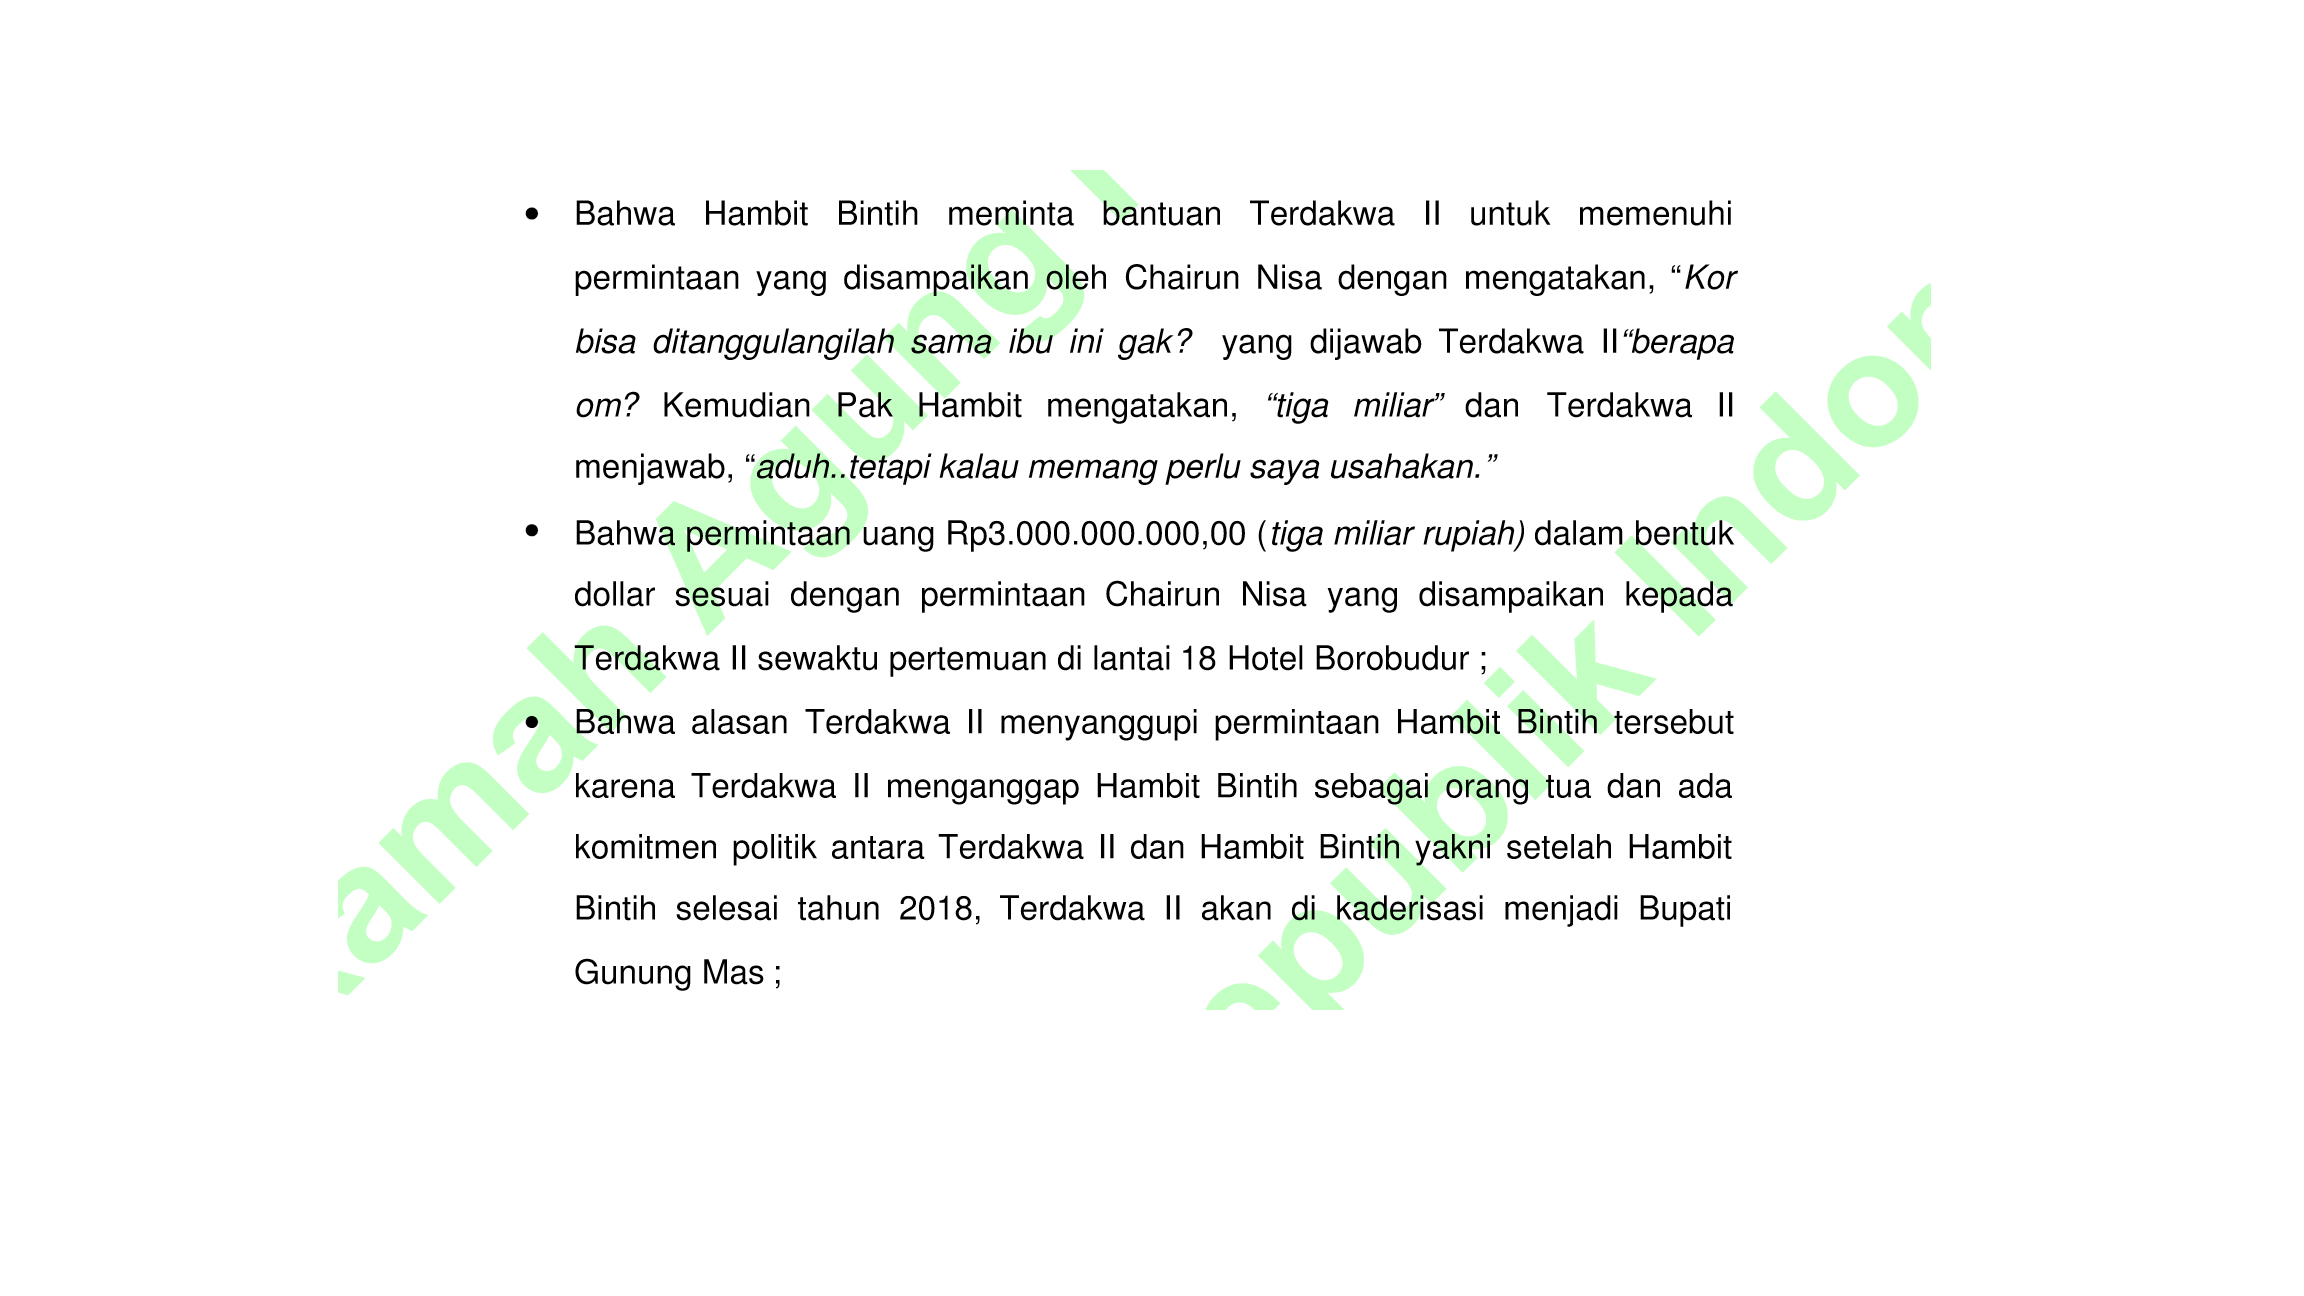 • Bahwa Hambit Bintih meminta bantuan Terdakwa II untuk memenuhi
permintaan yang disampaikan oleh Chairun Nisa dengan mengatakan, “Kor
bisa ditanggulangilah sama ibu ini gak? yang dijawab Terdakwa II“berapa
om? Kemudian Pak Hambit mengatakan, “tiga miliar” dan Terdakwa II
menjawab, “aduh..tetapi kalau memang perlu saya usahakan.”
• Bahwa permintaan uang Rp3.000.000.000,00 (tiga miliar rupiah) dalam bentuk
dollar sesuai dengan permintaan Chairun Nisa yang disampaikan kepada
Terdakwa II sewaktu pertemuan di lantai 18 Hotel Borobudur ;
• Bahwa alasan Terdakwa II menyanggupi permintaan Hambit Bintih tersebut
karena Terdakwa II menganggap Hambit Bintih sebagai orang tua dan ada
komitmen politik antara Terdakwa II dan Hambit Bintih yakni setelah Hambit
Bintih selesai tahun 2018, Terdakwa II akan di kaderisasi menjadi Bupati
Gunung Mas ;
amah Agung
publik Indon